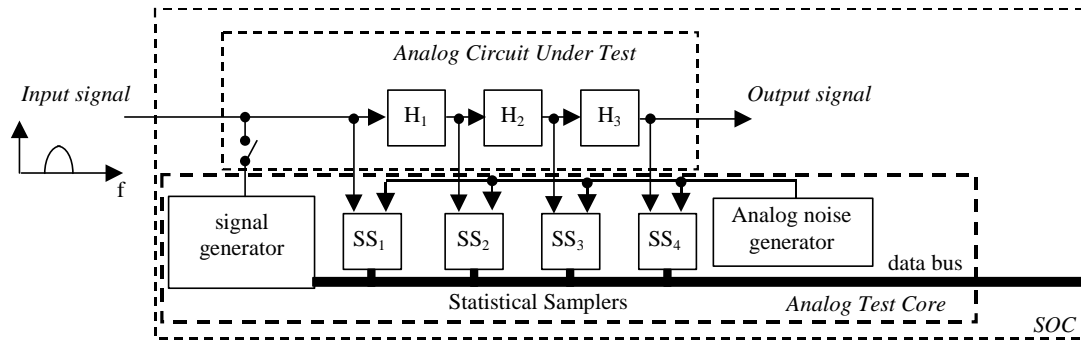 Analog Circuit Under Test
Input signal
Output signal
H1
H2
H3
f
signal
generator
SS1
SS2
SS3
SS4
Analog noise
generator
data bus
Statistical Samplers
Analog Test Core
SOC